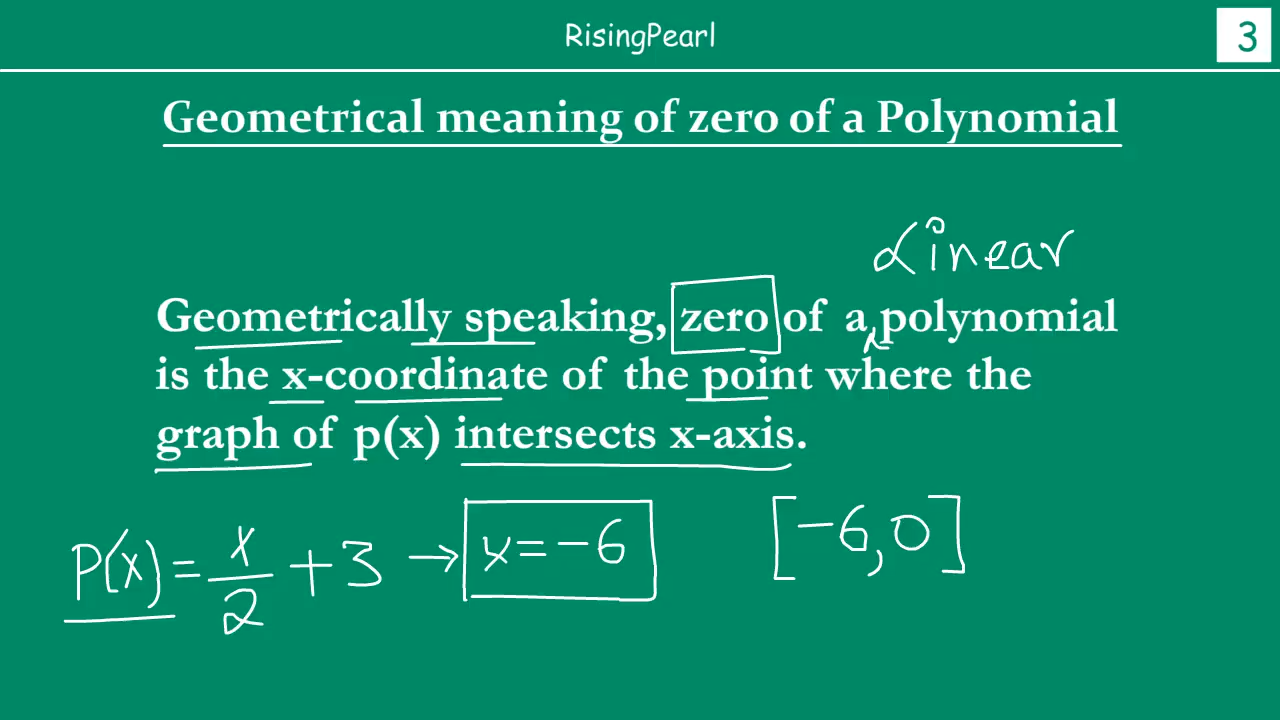 RisingPearl
3
Geometrical meaning of zero of a Polynomial
Linear
Geometrically speaking, zero of a polynomial
is the x-coordinate of the point where the
graph of p(x) intersects x-axis.
P(x) = x/2 + 3 → x = -6 [-6,0]